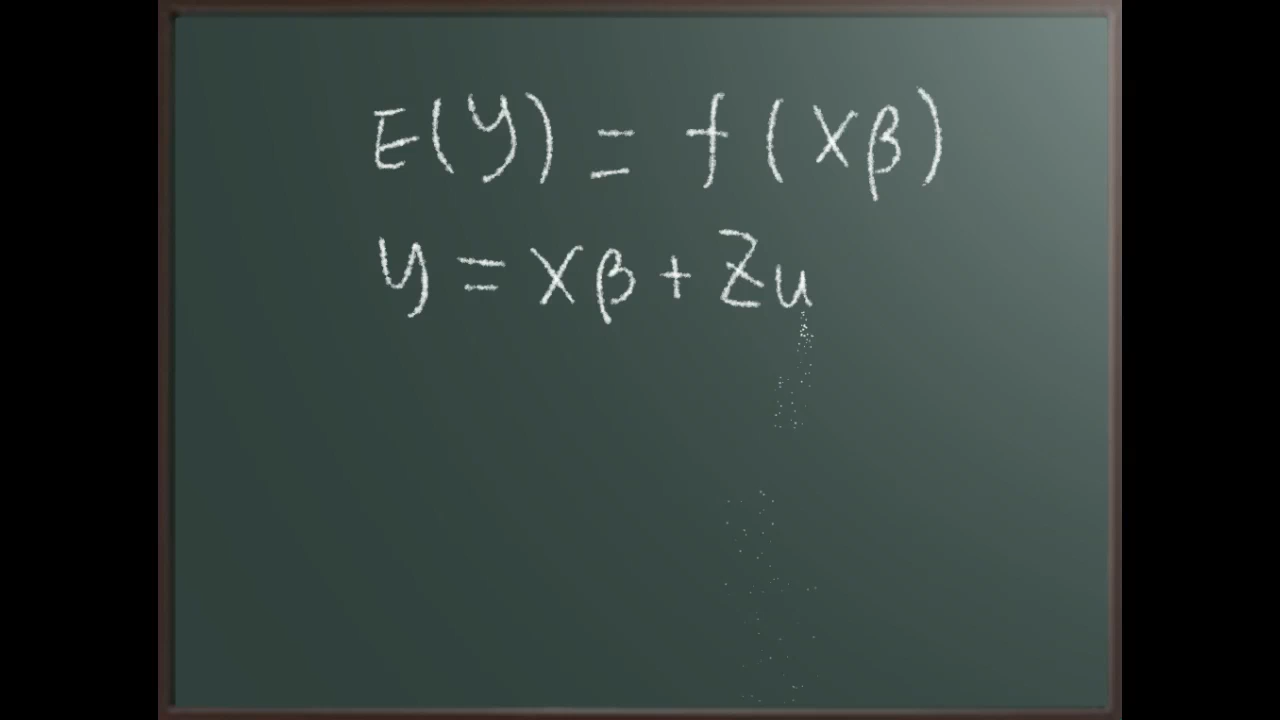 E(y) = f(Xβ)
y = Xβ + Zu